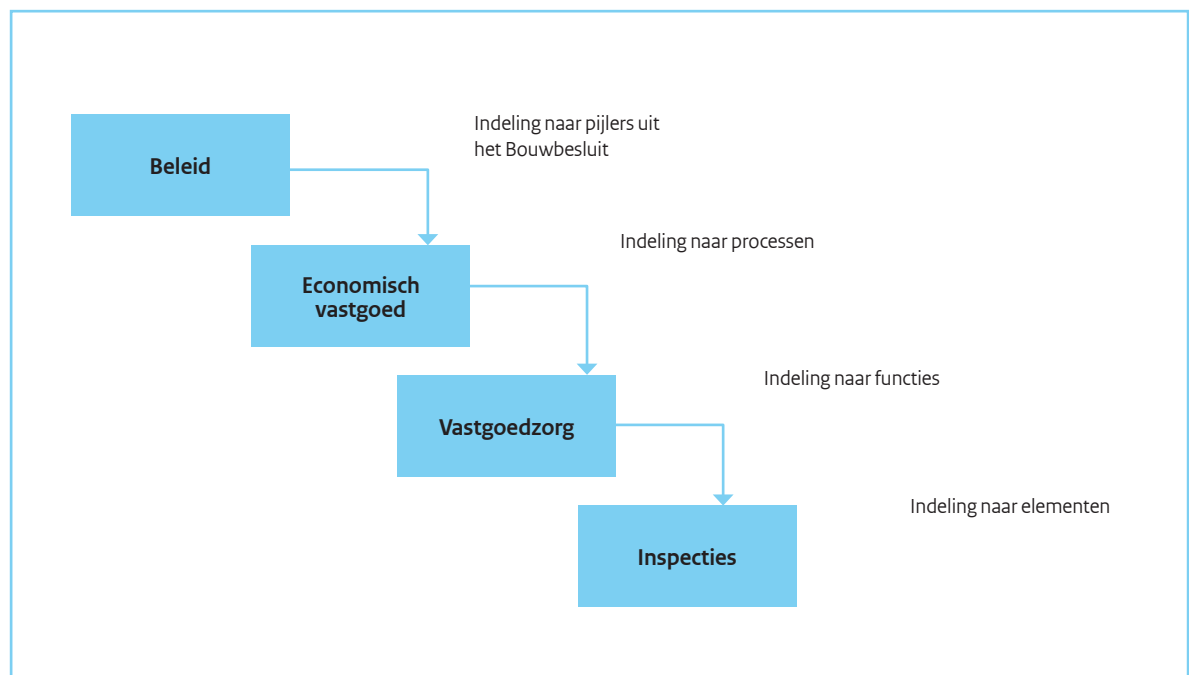 Indeling naar pijlers uit
het Bouwbesluit
Beleid
Indeling naar processen
Economisch
vastgoed
Indeling naar functies
Vastgoedzorg
Indeling naar elementen
Inspecties